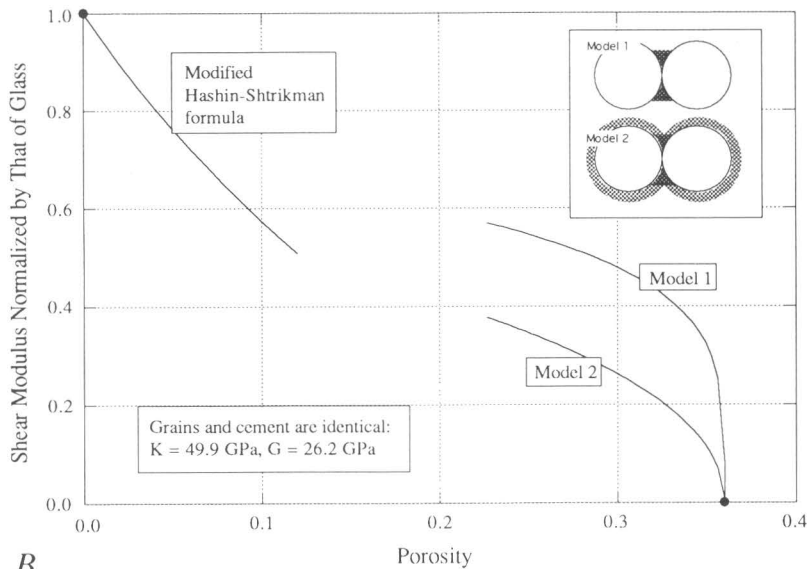 Shear Modulus Normalized by That of Glass
1.0
0.8
0.6
0.4
0.2
0.0
Modified
Hashin-Shtrikman
formula
Model 1
Model 2
Model 1
Model 2
Grains and cement are identical:
K = 49.9 GPa, G = 26.2 GPa
0.0
0.1
0.2
0.3
0.4
B
Porosity